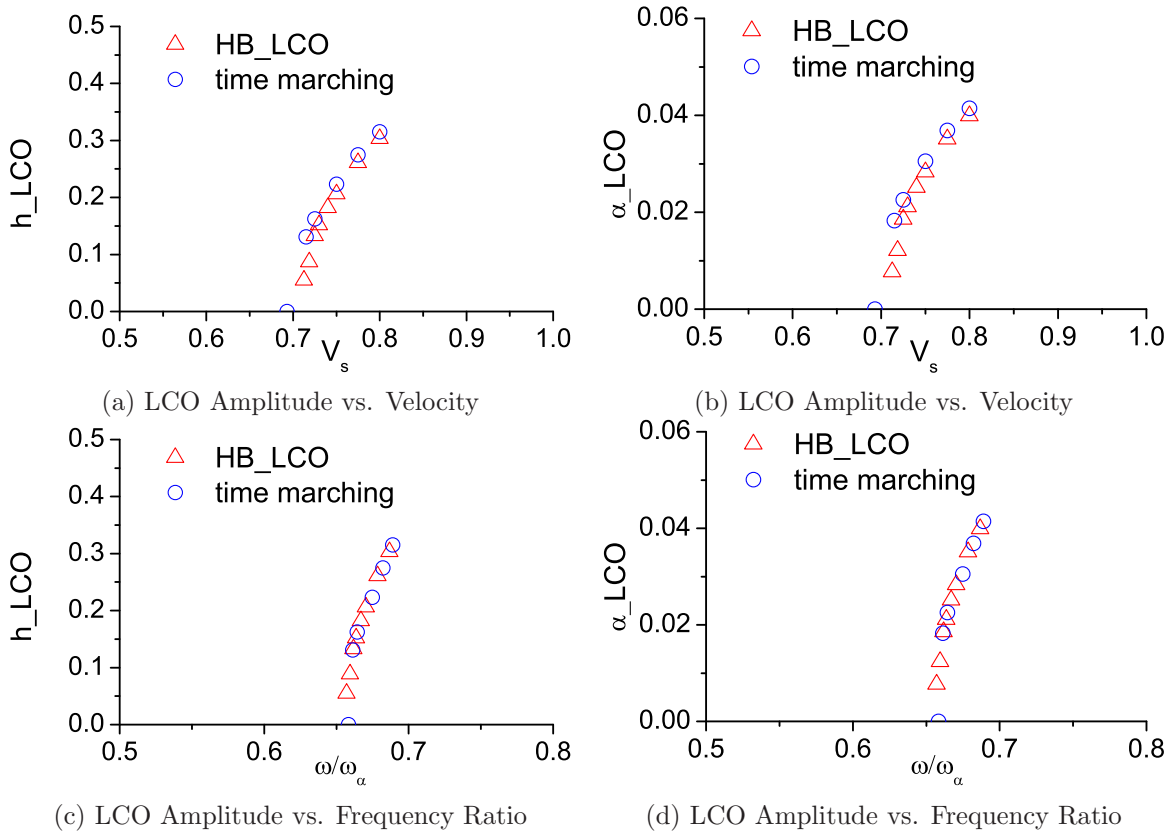 0.5
0.4
0.3
0.2
0.1
0.0
h_LCO
HB_LCO
time marching
0.5 0.6 0.7 0.8 0.9 1.0
V_s
(a) LCO Amplitude vs. Velocity
0.06
0.04
0.02
0.00
α_LCO
HB_LCO
time marching
0.5 0.6 0.7 0.8 0.9 1.0
V_s
(b) LCO Amplitude vs. Velocity
0.5
0.4
0.3
0.2
0.1
0.0
h_LCO
HB_LCO
time marching
0.5 0.6 0.7 0.8
ω/ω_α
(c) LCO Amplitude vs. Frequency Ratio
0.06
0.04
0.02
0.00
α_LCO
HB_LCO
time marching
0.5 0.6 0.7 0.8
ω/ω_α
(d) LCO Amplitude vs. Frequency Ratio